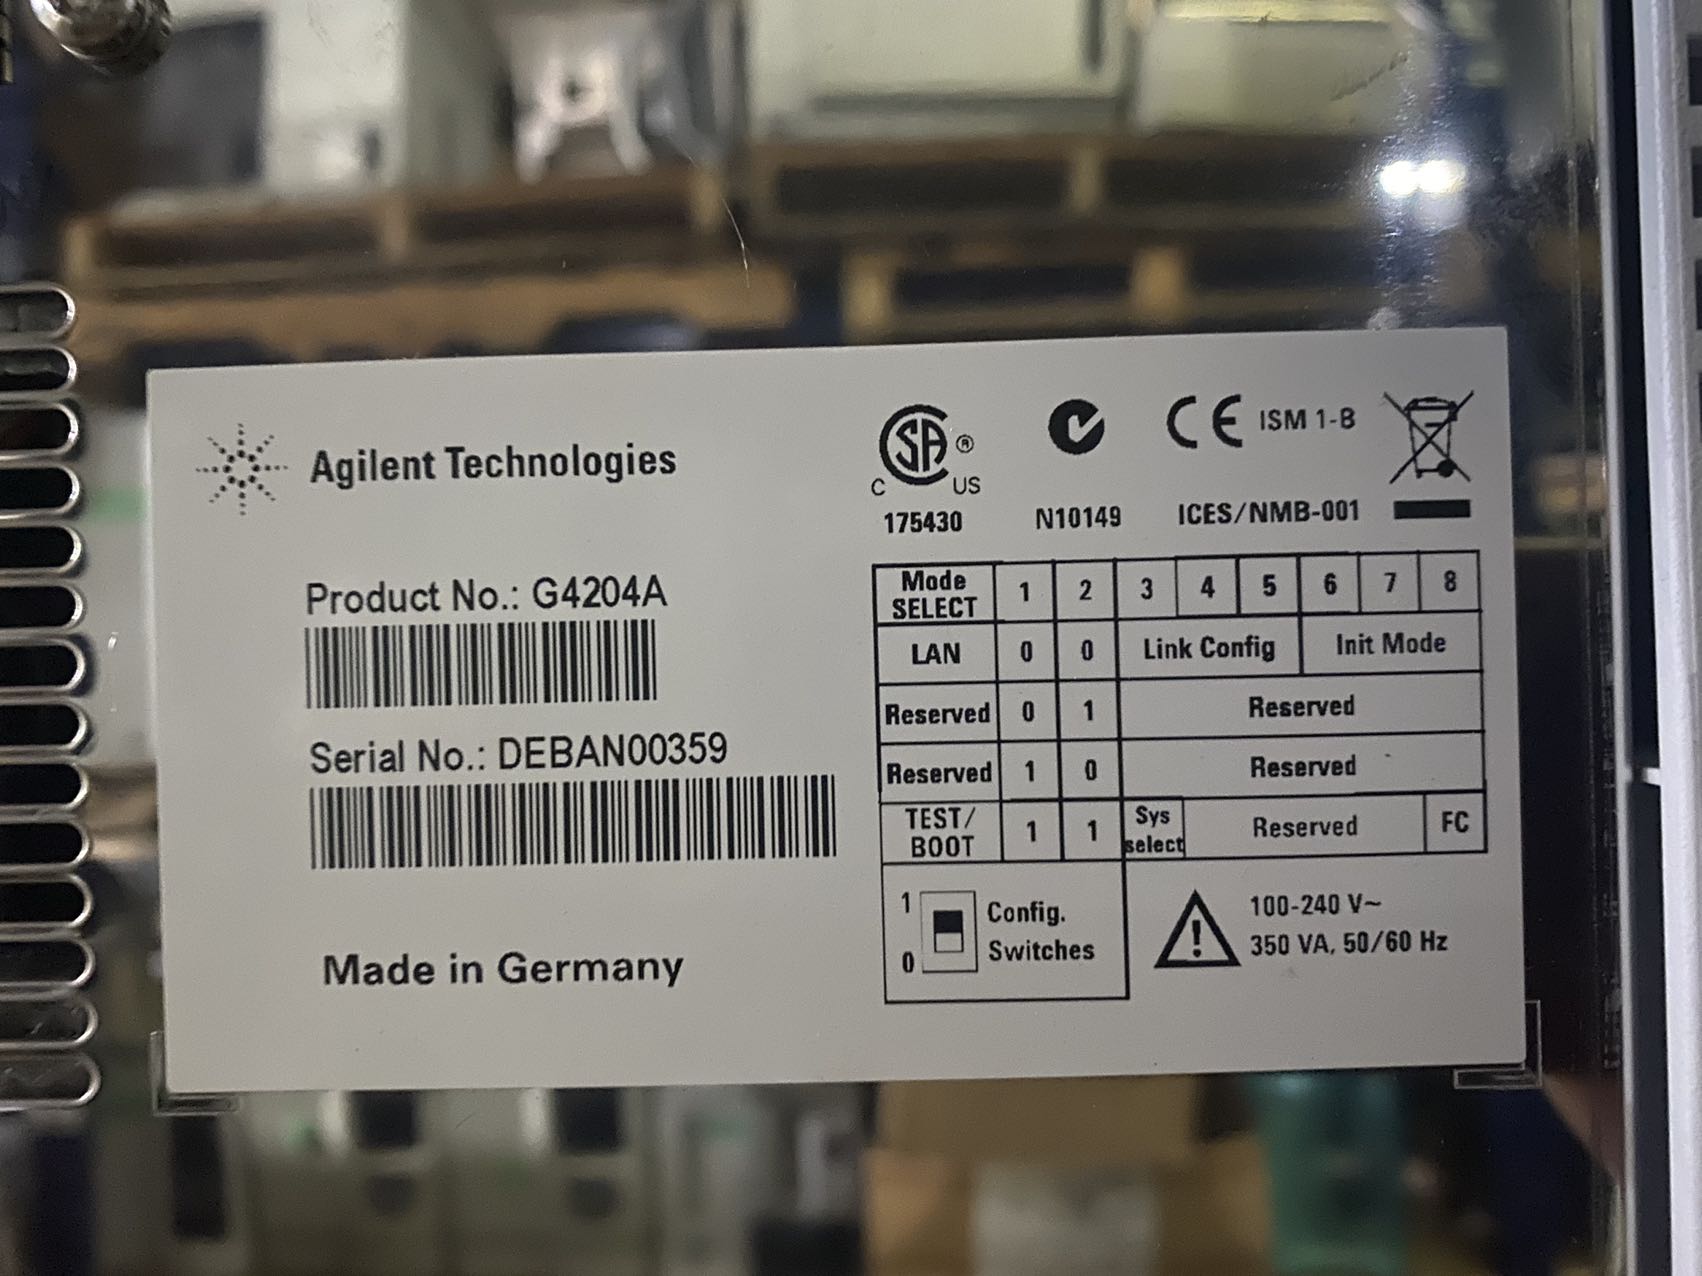 Agilent Technologies
Product No.: G4204A
Serial No.: DEBAN00359
Made in Germany
C SA ® US
175430
N10149
CE ISM 1-B
ICES/NMB-001
Mode SELECT 1 2 3 4 5 6 7 8
LAN 0 0 Link Config Init Mode
Reserved 0 1 Reserved
Reserved 1 0 Reserved
TEST/ BOOT 1 1 Sys select Reserved FC
1
0
Config.
Switches
100-240 V~
350 VA, 50/60 Hz